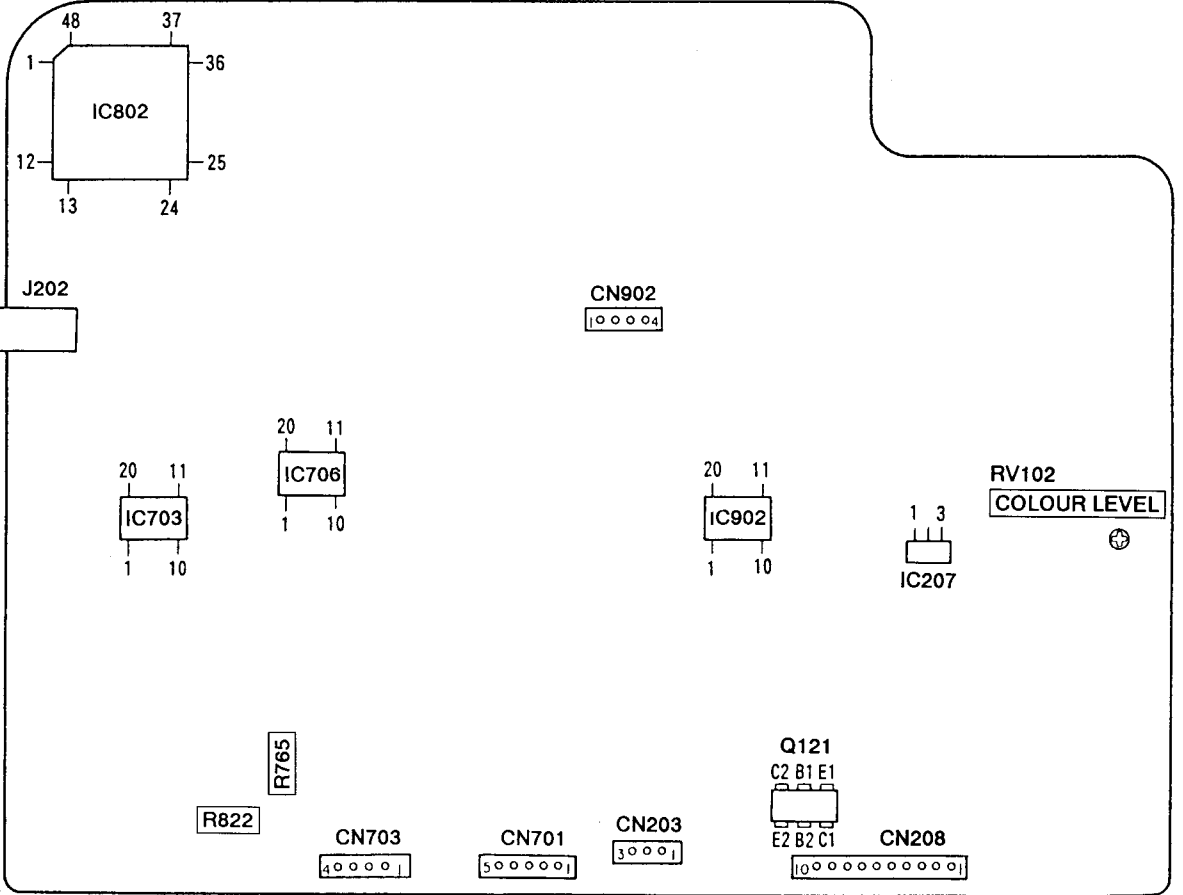 48 37
1 36
IC802
12 25
13 24
J202
CN902
1 4
20 11
IC706
1 10
20 11
IC703
1 10
20 11
IC902
1 10
RV102
COLOUR LEVEL
1 3
IC207
R765
R822
Q121
C2 B1 E1
E2 B2 C1
CN703
4 1
CN701
5 1
CN203
3 1
CN208
10 1